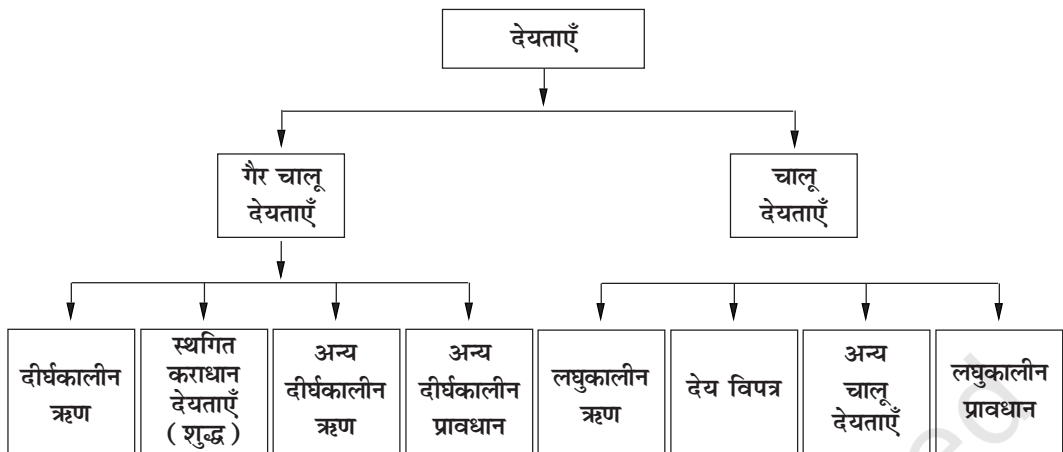 देयताएँ
गैर चालू
देयताएँ
चालू
देयताएँ
दीर्घकालीन
ऋण
स्थगित
कराधान
देयताएँ
( शुद्ध )
अन्य
दीर्घकालीन
ऋण
अन्य
दीर्घकालीन
प्रावधान
लघुकालीन
ऋण
देय विपत्र
अन्य
चालू
देयताएँ
लघुकालीन
प्रावधान